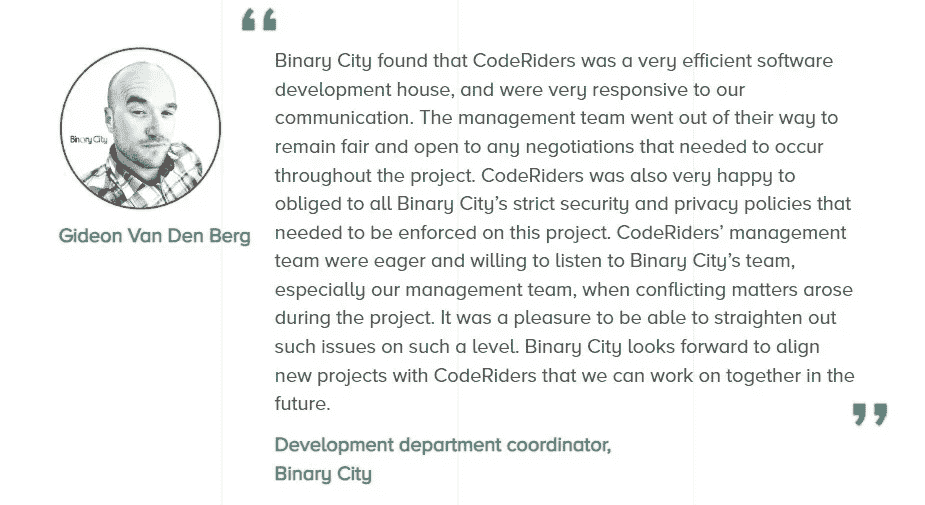 “
Binary City found that CodeRiders was a very efficient software
development house, and were very responsive to our
communication. The management team went out of their way to
remain fair and open to any negotiations that needed to occur
throughout the project. CodeRiders was also very happy to
obliged to all Binary City’s strict security and privacy policies that
needed to be enforced on this project. CodeRiders’ management
team were eager and willing to listen to Binary City’s team,
especially our management team, when conflicting matters arose
during the project. It was a pleasure to be able to straighten out
such issues on such a level. Binary City looks forward to align
new projects with CodeRiders that we can work on together in the
future.
”
Development department coordinator,
Binary City
Binary City
Gideon Van Den Berg